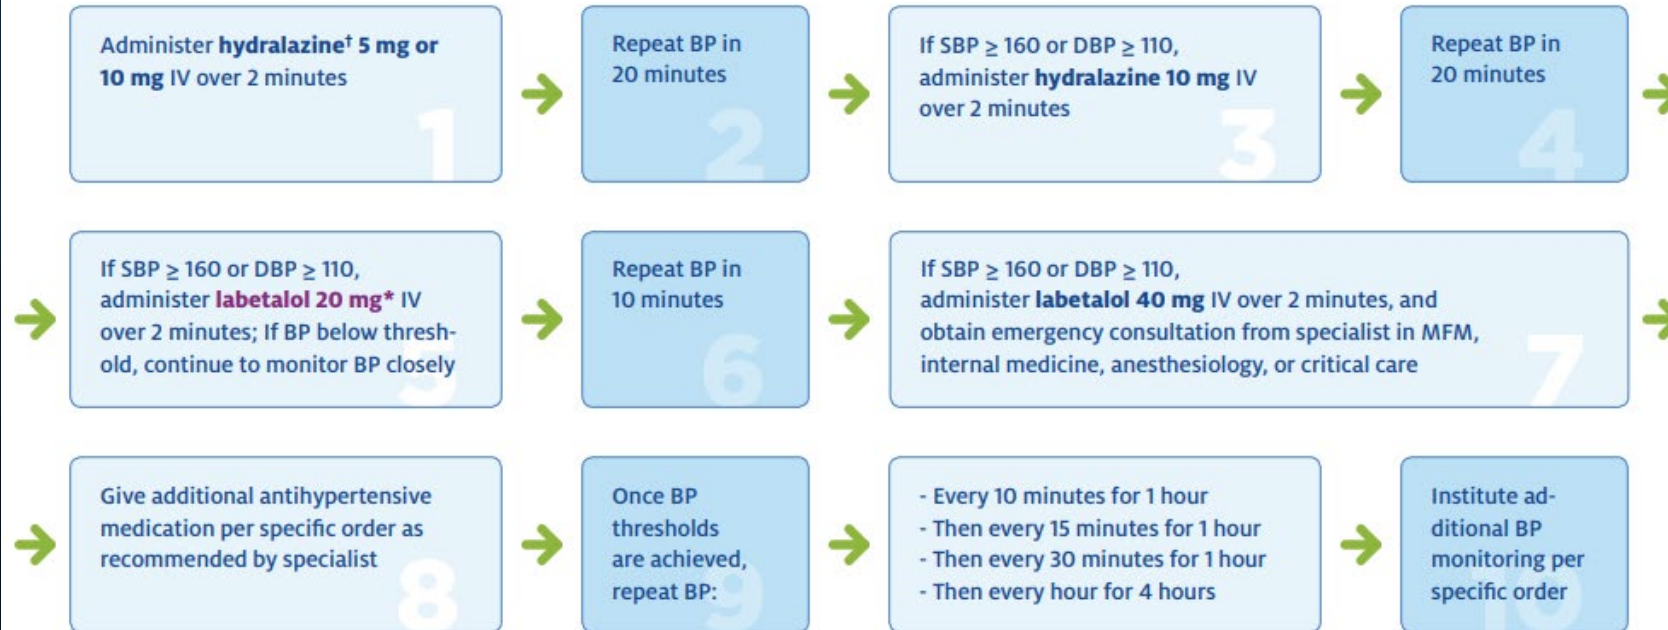 Administer hydralazine† 5 mg or
10 mg IV over 2 minutes
1
Repeat BP in
20 minutes
2
If SBP ≥ 160 or DBP ≥ 110,
administer hydralazine 10 mg IV
over 2 minutes
3
Repeat BP in
20 minutes
4
If SBP ≥ 160 or DBP ≥ 110,
administer labetalol 20 mg* IV
over 2 minutes; If BP below thresh-
old, continue to monitor BP closely
5
Repeat BP in
10 minutes
6
If SBP ≥ 160 or DBP ≥ 110,
administer labetalol 40 mg IV over 2 minutes, and
obtain emergency consultation from specialist in MFM,
internal medicine, anesthesiology, or critical care
7
Give additional antihypertensive
medication per specific order as
recommended by specialist
8
Once BP
thresholds
are achieved,
repeat BP:
9
- Every 10 minutes for 1 hour
- Then every 15 minutes for 1 hour
- Then every 30 minutes for 1 hour
- Then every hour for 4 hours
Institute ad-
ditional BP
monitoring per
specific order
10